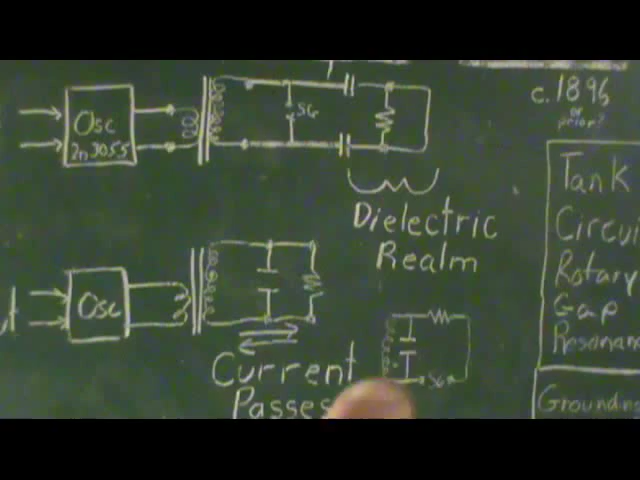 c. 1896
or
prior?
Osc
2n3055
SG
Tank
Dielectric
Realm
Circui
Rotary
Gap
Resonan
Osc
Current
SG
Passes
Grounding